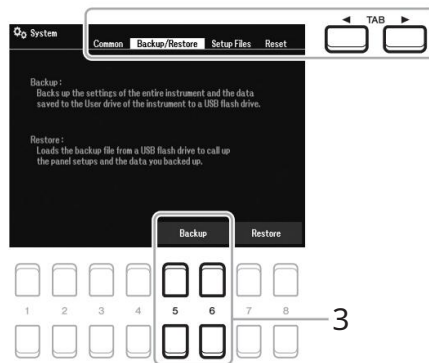 System
Common Backup/Restore Setup Files Reset
◀ TAB ▶
Backup :
Backs up the settings of the entire instrument and the data
saved to the User drive of the instrument to a USB flash drive.
Restore :
Loads the backup file from a USB flash drive to call up
the panel setups and the data you backed up.
Backup Restore
1 2 3 4 5 6 7 8
3